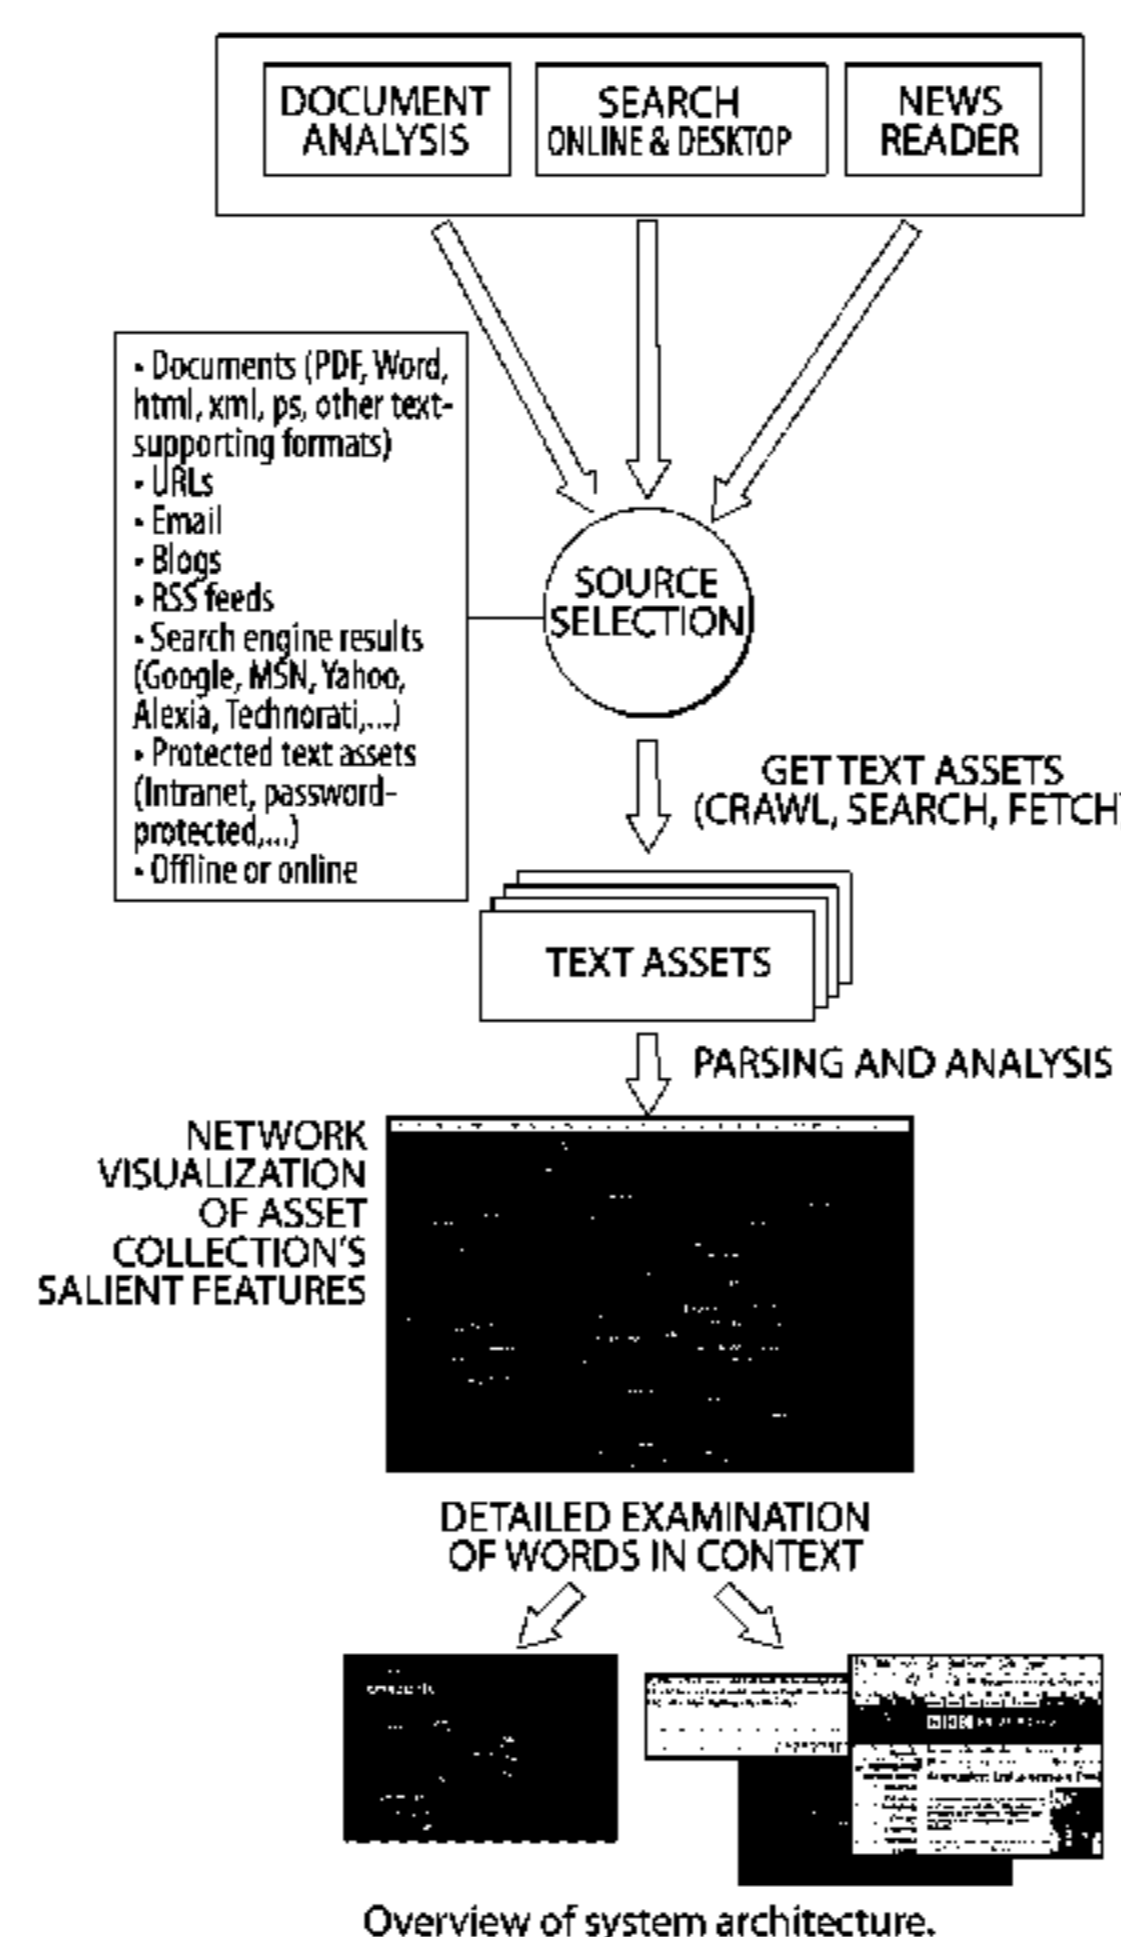 DOCUMENT
ANALYSIS
SEARCH
ONLINE & DESKTOP
NEWS
READER
• Documents (PDF, Word,
html, xml, ps, other text-
supporting formats)
• URLs
• Email
• Blogs
• RSS feeds
• Search engine results
(Google, MSN, Yahoo,
Alexia, Technorati,...)
• Protected text assets
(Intranet, password-
protected,...)
• Offline or online
SOURCE
SELECTION
GET TEXT ASSETS
(CRAWL, SEARCH, FETCH)
TEXT ASSETS
PARSING AND ANALYSIS
NETWORK
VISUALIZATION
OF ASSET
COLLECTION'S
SALIENT FEATURES
DETAILED EXAMINATION
OF WORDS IN CONTEXT
Overview of system architecture.